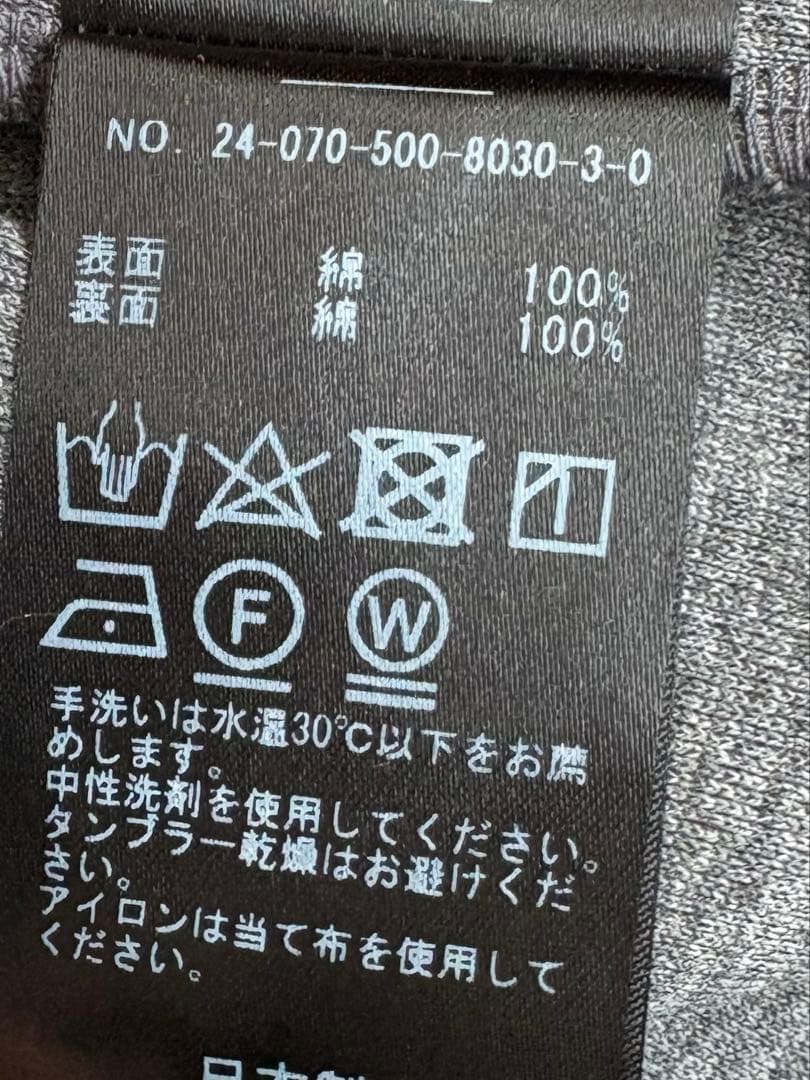 NO. 24-070-500-8030-3-0
表面 綿 100%
裏面 綿 100%
F W
手洗いは水温30℃以下をお薦
めします。
中性洗剤を使用してください。
タンブラー乾燥はお避けくだ
さい。
アイロンは当て布を使用して
ください。